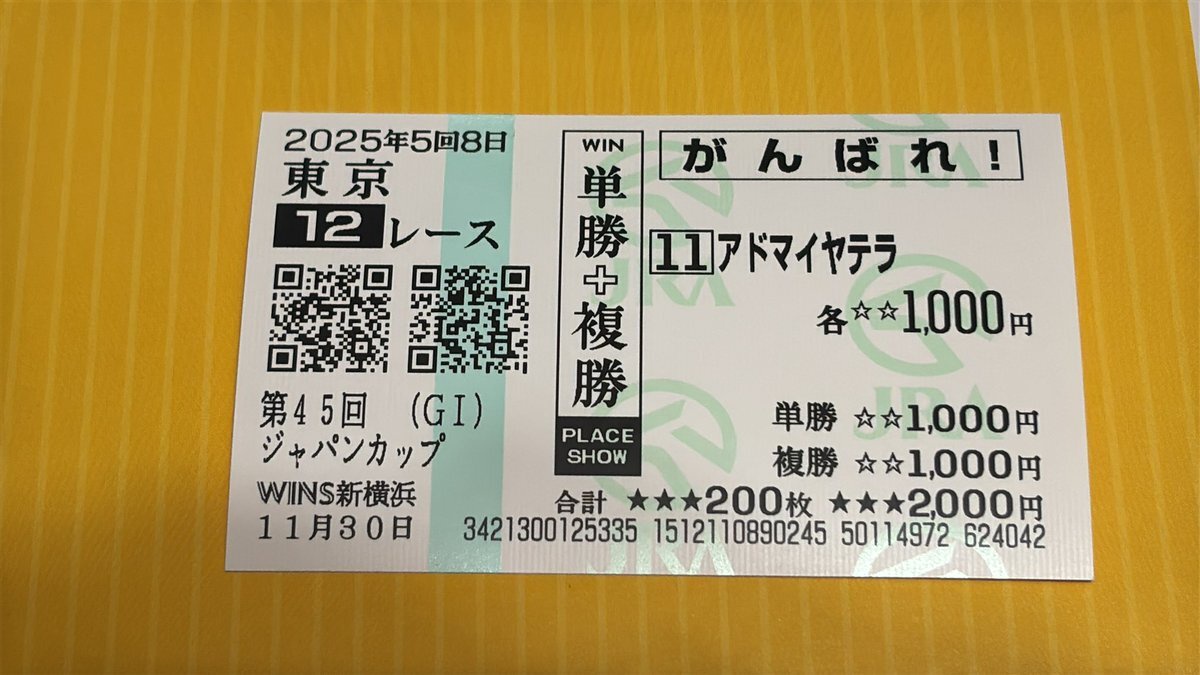 2025年5回8日
東京
12レース
第45回 (GⅠ)
ジャパンカップ
WINS新横浜
11月30日
WIN
単勝+複勝
PLACE
SHOW
がんばれ!
11アドマイヤテラ
各☆☆1,000円
単勝 ☆☆1,000円
複勝 ☆☆1,000円
合計 ★★★200枚 ★★★2,000円
3421300125335 1512110890245 50114972 624042
JRA
JRA
JRA
JRA
JRA